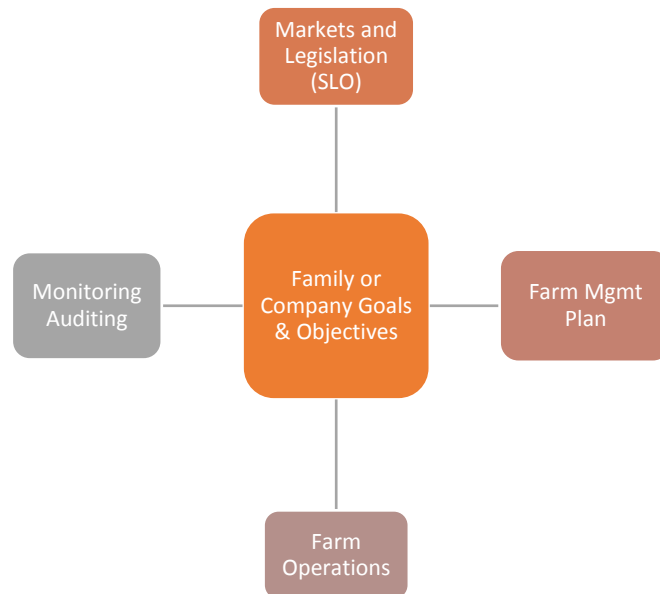 Markets and
Legislation
(SLO)
Monitoring
Auditing
Family or
Company Goals
& Objectives
Farm Mgmt
Plan
Farm
Operations